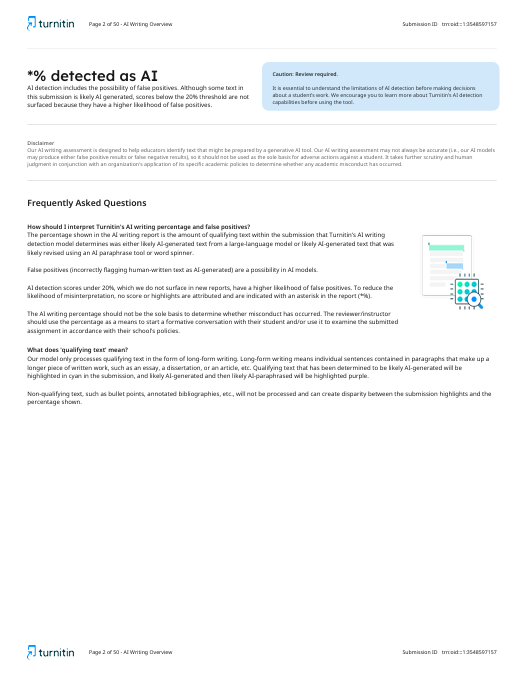 turnitin Page 2 of 50 - AI Writing Overview Submission ID trn:oid:::1:3548597157
*% detected as AI
AI detection includes the possibility of false positives. Although some text in
this submission is likely AI generated, scores below the 20% threshold are not
surfaced because they have a higher likelihood of false positives.
Caution: Review required.
It is essential to understand the limitations of AI detection before making decisions
about a student's work. We encourage you to learn more about Turnitin's AI detection
capabilities before using the tool.
Disclaimer
Our AI writing assessment is designed to help educators identify text that might be prepared by a generative AI tool. Our AI writing assessment may not always be accurate (i.e., our AI models
may produce either false positive results or false negative results), so it should not be used as the sole basis for adverse actions against a student. It takes further scrutiny and human
judgment in conjunction with an organization's application of its specific academic policies to determine whether any academic misconduct has occurred.
Frequently Asked Questions
How should I interpret Turnitin's AI writing percentage and false positives?
The percentage shown in the AI writing report is the amount of qualifying text within the submission that Turnitin's AI writing
detection model determines was either likely AI-generated text from a large-language model or likely AI-generated text that was
likely revised using an AI paraphrase tool or word spinner.
False positives (incorrectly flagging human-written text as AI-generated) are a possibility in AI models.
AI detection scores under 20%, which we do not surface in new reports, have a higher likelihood of false positives. To reduce the
likelihood of misinterpretation, no score or highlights are attributed and are indicated with an asterisk in the report (*%).
The AI writing percentage should not be the sole basis to determine whether misconduct has occurred. The reviewer/instructor
should use the percentage as a means to start a formative conversation with their student and/or use it to examine the submitted
assignment in accordance with their school's policies.
What does 'qualifying text' mean?
Our model only processes qualifying text in the form of long-form writing. Long-form writing means individual sentences contained in paragraphs that make up a
longer piece of written work, such as an essay, a dissertation, or an article, etc. Qualifying text that has been determined to be likely AI-generated will be
highlighted in cyan in the submission, and likely AI-generated and then likely AI-paraphrased will be highlighted purple.
Non-qualifying text, such as bullet points, annotated bibliographies, etc., will not be processed and can create disparity between the submission highlights and the
percentage shown.
turnitin Page 2 of 50 - AI Writing Overview Submission ID trn:oid:::1:3548597157